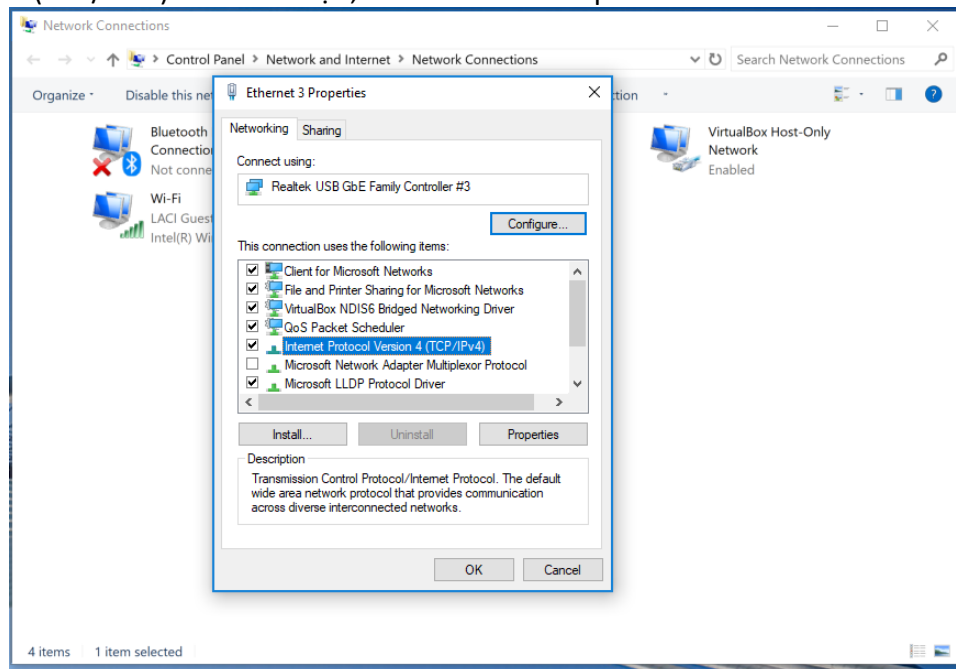 Network Connections
Control Panel > Network and Internet > Network Connections
Search Network Connections
Organize
Disable this net
ction
Bluetooth
Connection
Not conne
Wi-Fi
LACI Guest
Intel(R) Wi
VirtualBox Host-Only
Network
Enabled
Ethernet 3 Properties
Networking
Sharing
Connect using:
Realtek USB GbE Family Controller #3
Configure...
This connection uses the following items:
Client for Microsoft Networks
File and Printer Sharing for Microsoft Networks
VirtualBox NDIS6 Bridged Networking Driver
QoS Packet Scheduler
Internet Protocol Version 4 (TCP/IPv4)
Microsoft Network Adapter Multiplexor Protocol
Microsoft LLDP Protocol Driver
Install...
Uninstall
Properties
Description
Transmission Control Protocol/Internet Protocol. The default
wide area network protocol that provides communication
across diverse interconnected networks.
OK
Cancel
4 items
1 item selected